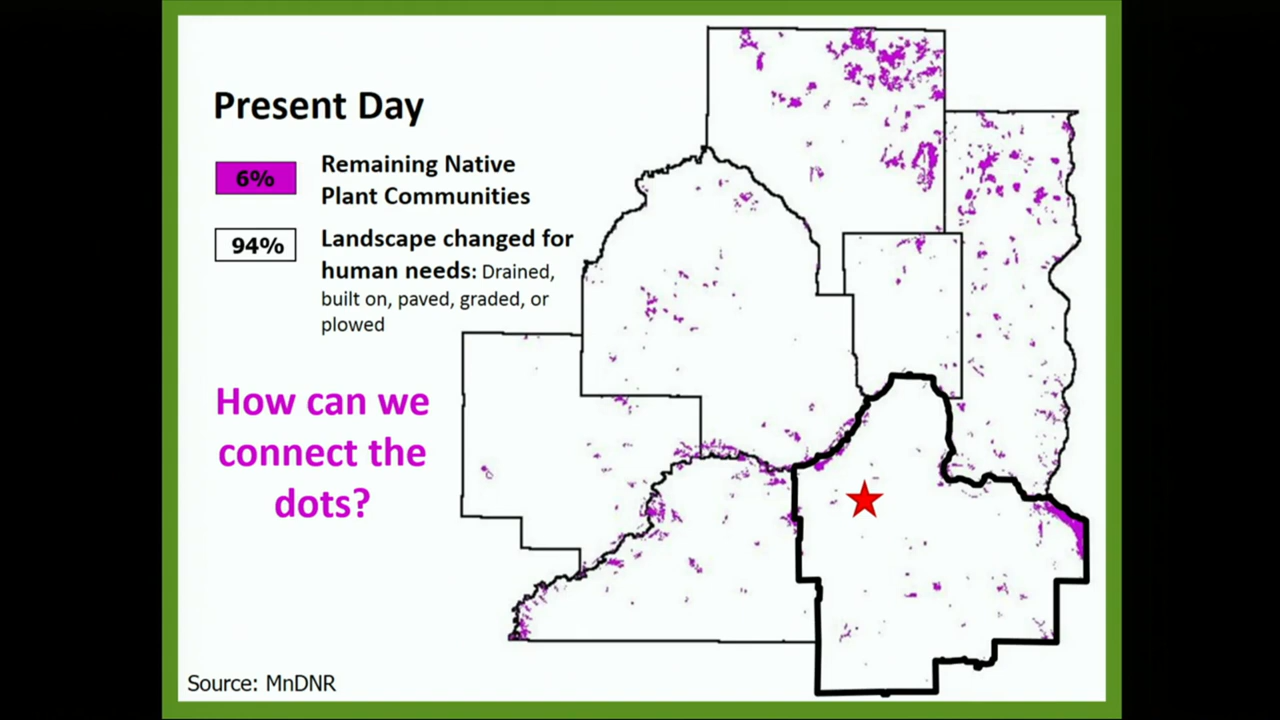 Present Day
6%
Remaining Native
Plant Communities
94%
Landscape changed for
human needs: Drained,
built on, paved, graded, or
plowed
How can we
connect the
dots?
Source: MnDNR